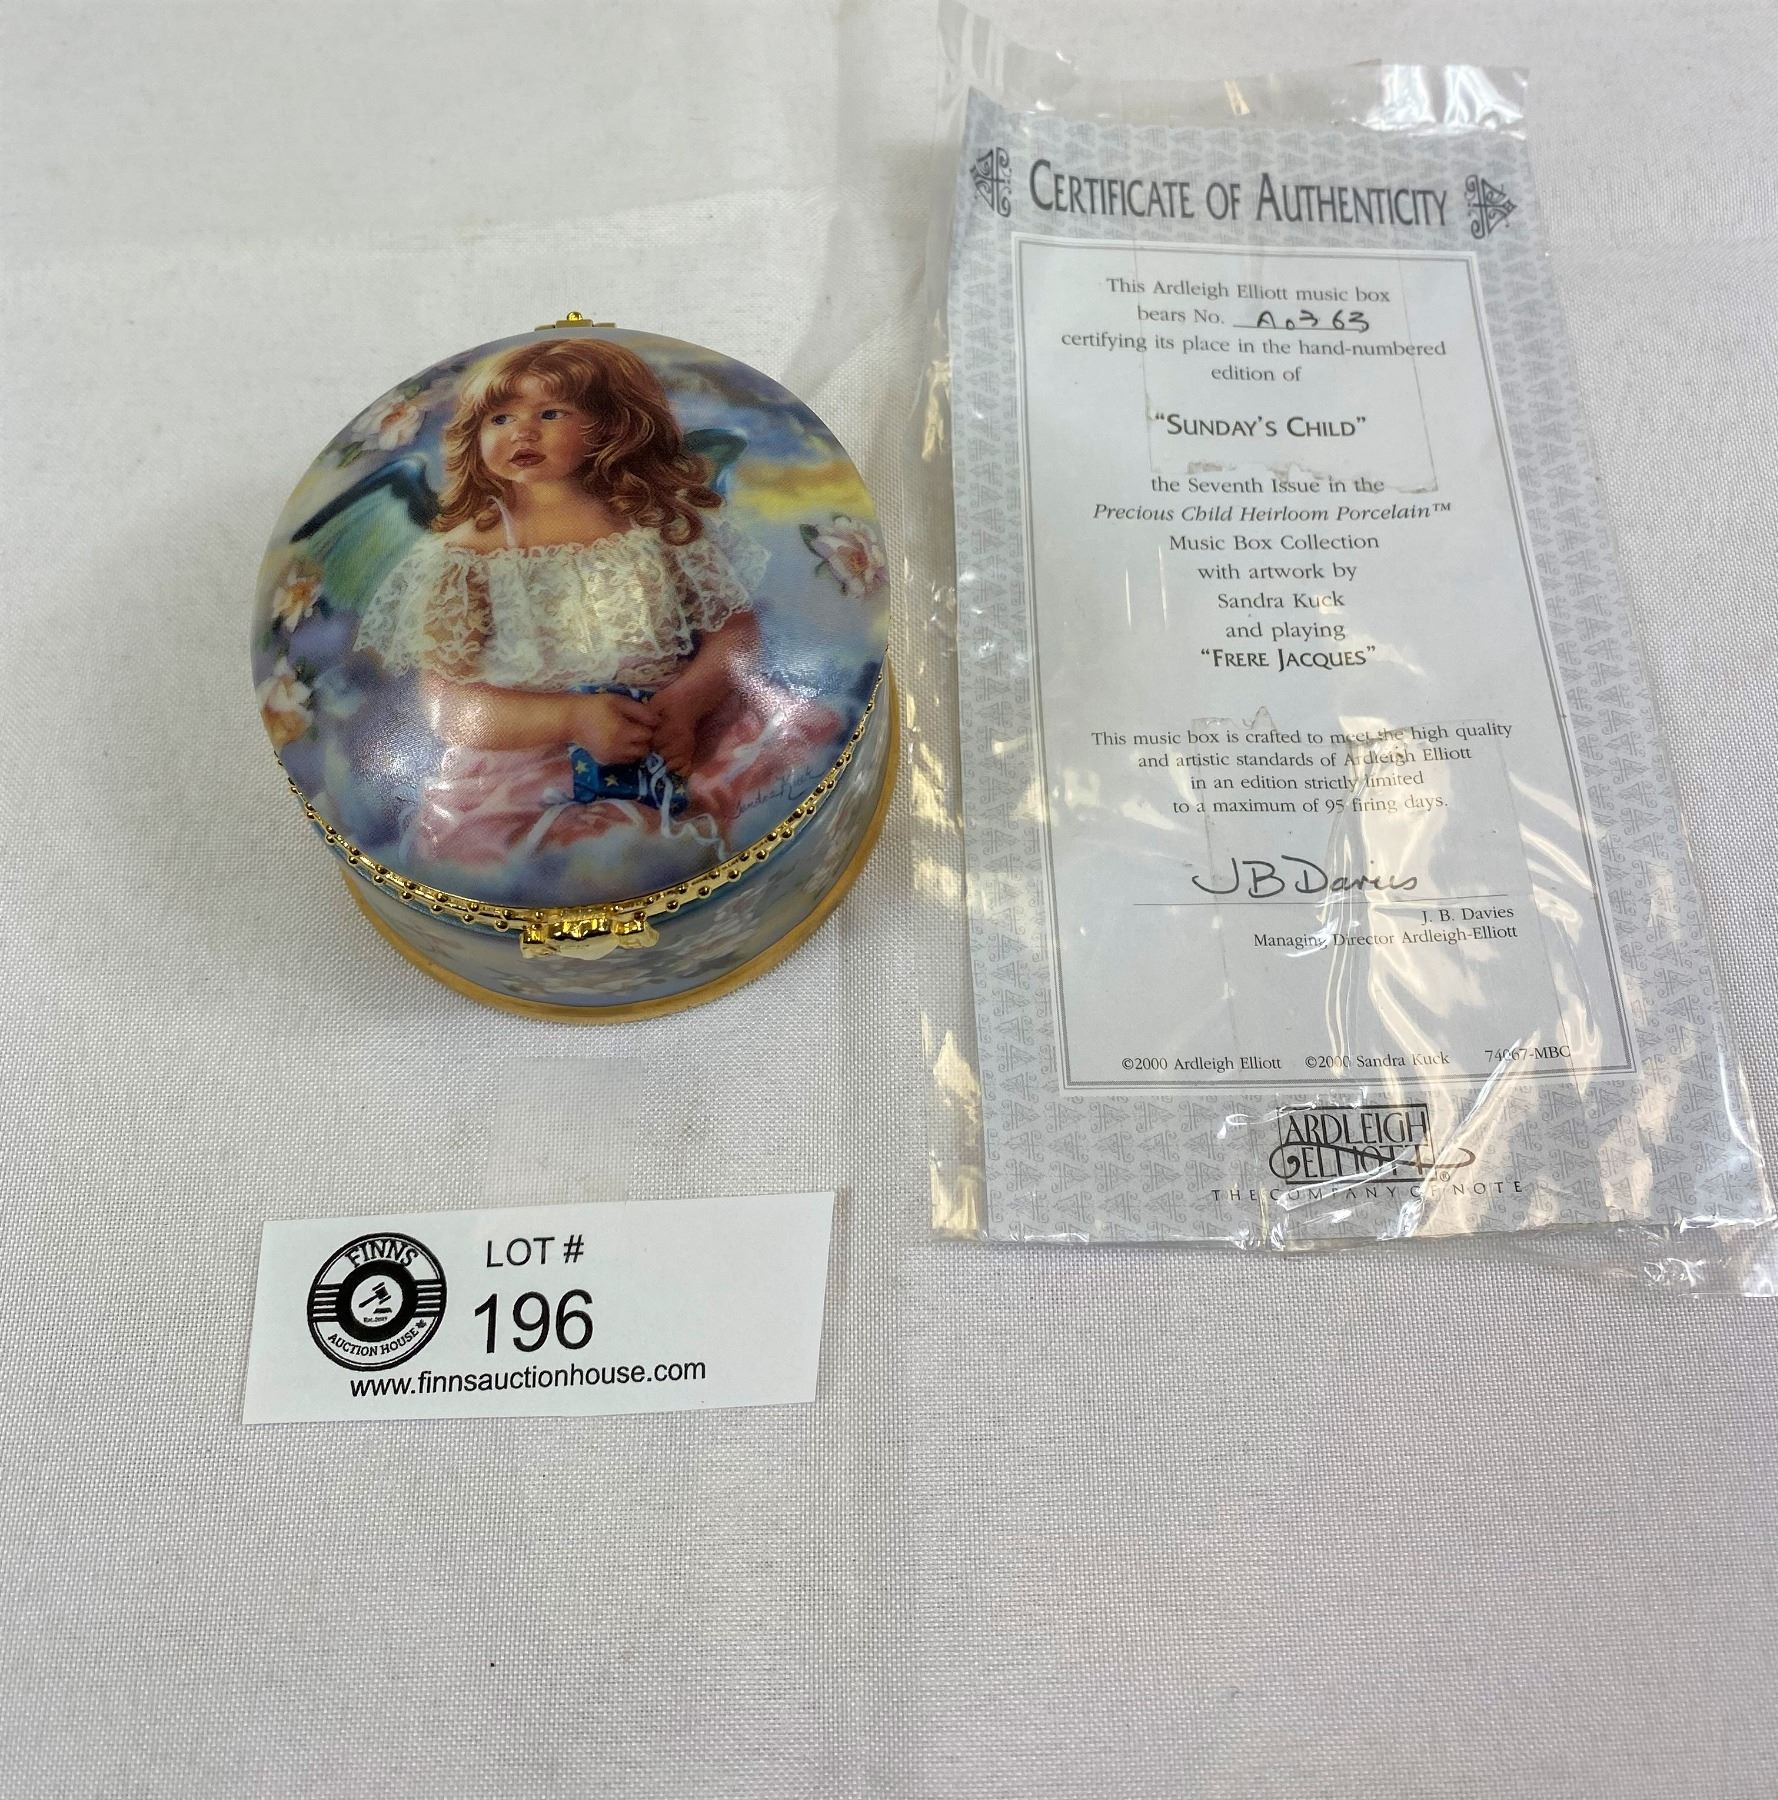 CERTIFICATE OF AUTHENTICITY
This Ardleigh Elliott music box
bears No. A0363
certifying its place in the hand-numbered
edition of
“SUNDAY’S CHILD”
the Seventh Issue in the
Precious Child Heirloom Porcelain™
Music Box Collection
with artwork by
Sandra Kuck
and playing
“FRERE JACQUES”
This music box is crafted to meet the high quality
and artistic standards of Ardleigh Elliott
in an edition strictly limited
to a maximum of 95 firing days.
JB Davies
J. B. Davies
Managing Director Ardleigh-Elliott
©2000 Ardleigh Elliott ©2000 Sandra Kuck 74067-MBC
ARDLEIGH
ELLIOTT®
THE COMPANY OF NOTE
Sandra Kuck
FINNS
AUCTION HOUSE
LOT #
196
www.finnsauctionhouse.com